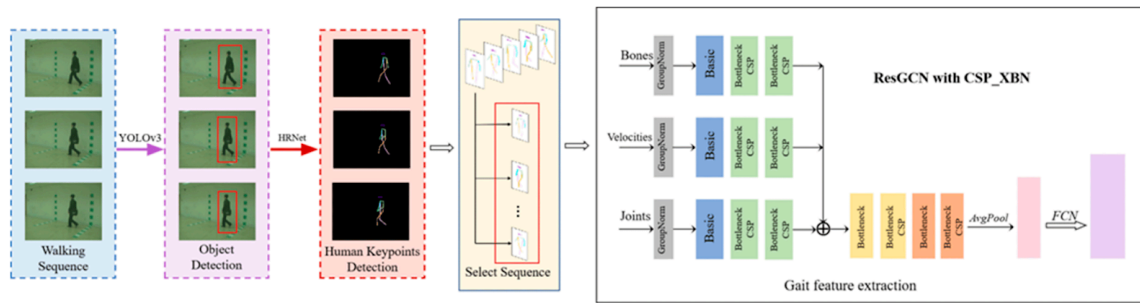 YOLOv3
HRNet
Walking
Sequence
Object
Detection
Human Keypoints
Detection
Select Sequence
...
Bones
GroupNorm
Basic
Bottleneck
CSP
Bottleneck
CSP
ResGCN with CSP_XBN
Velocities
GroupNorm
Basic
Bottleneck
CSP
Bottleneck
CSP
Joints
GroupNorm
Basic
Bottleneck
CSP
Bottleneck
CSP
Bottleneck
Bottleneck
CSP
Bottleneck
Bottleneck
CSP
AvgPool
FCN
Gait feature extraction